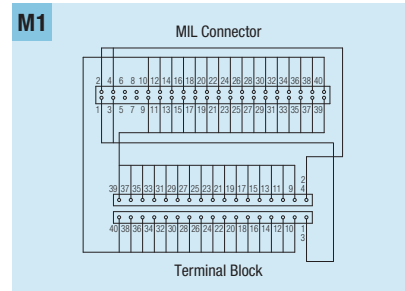 M1
MIL Connector
2 4 6 8 10 12 14 16 18 20 22 24 26 28 30 32 34 36 38 40
1 3 5 7 9 11 13 15 17 19 21 23 25 27 29 31 33 35 37 39
2
39 37 35 33 31 29 27 25 23 21 19 17 15 13 11 9 4
40 38 36 34 32 30 28 26 24 22 20 18 16 14 12 10 1
3
Terminal Block